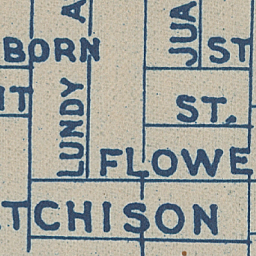 BORN
LUNDY A
JUA
ST
IT
ST.
FLOWE
TCHISON